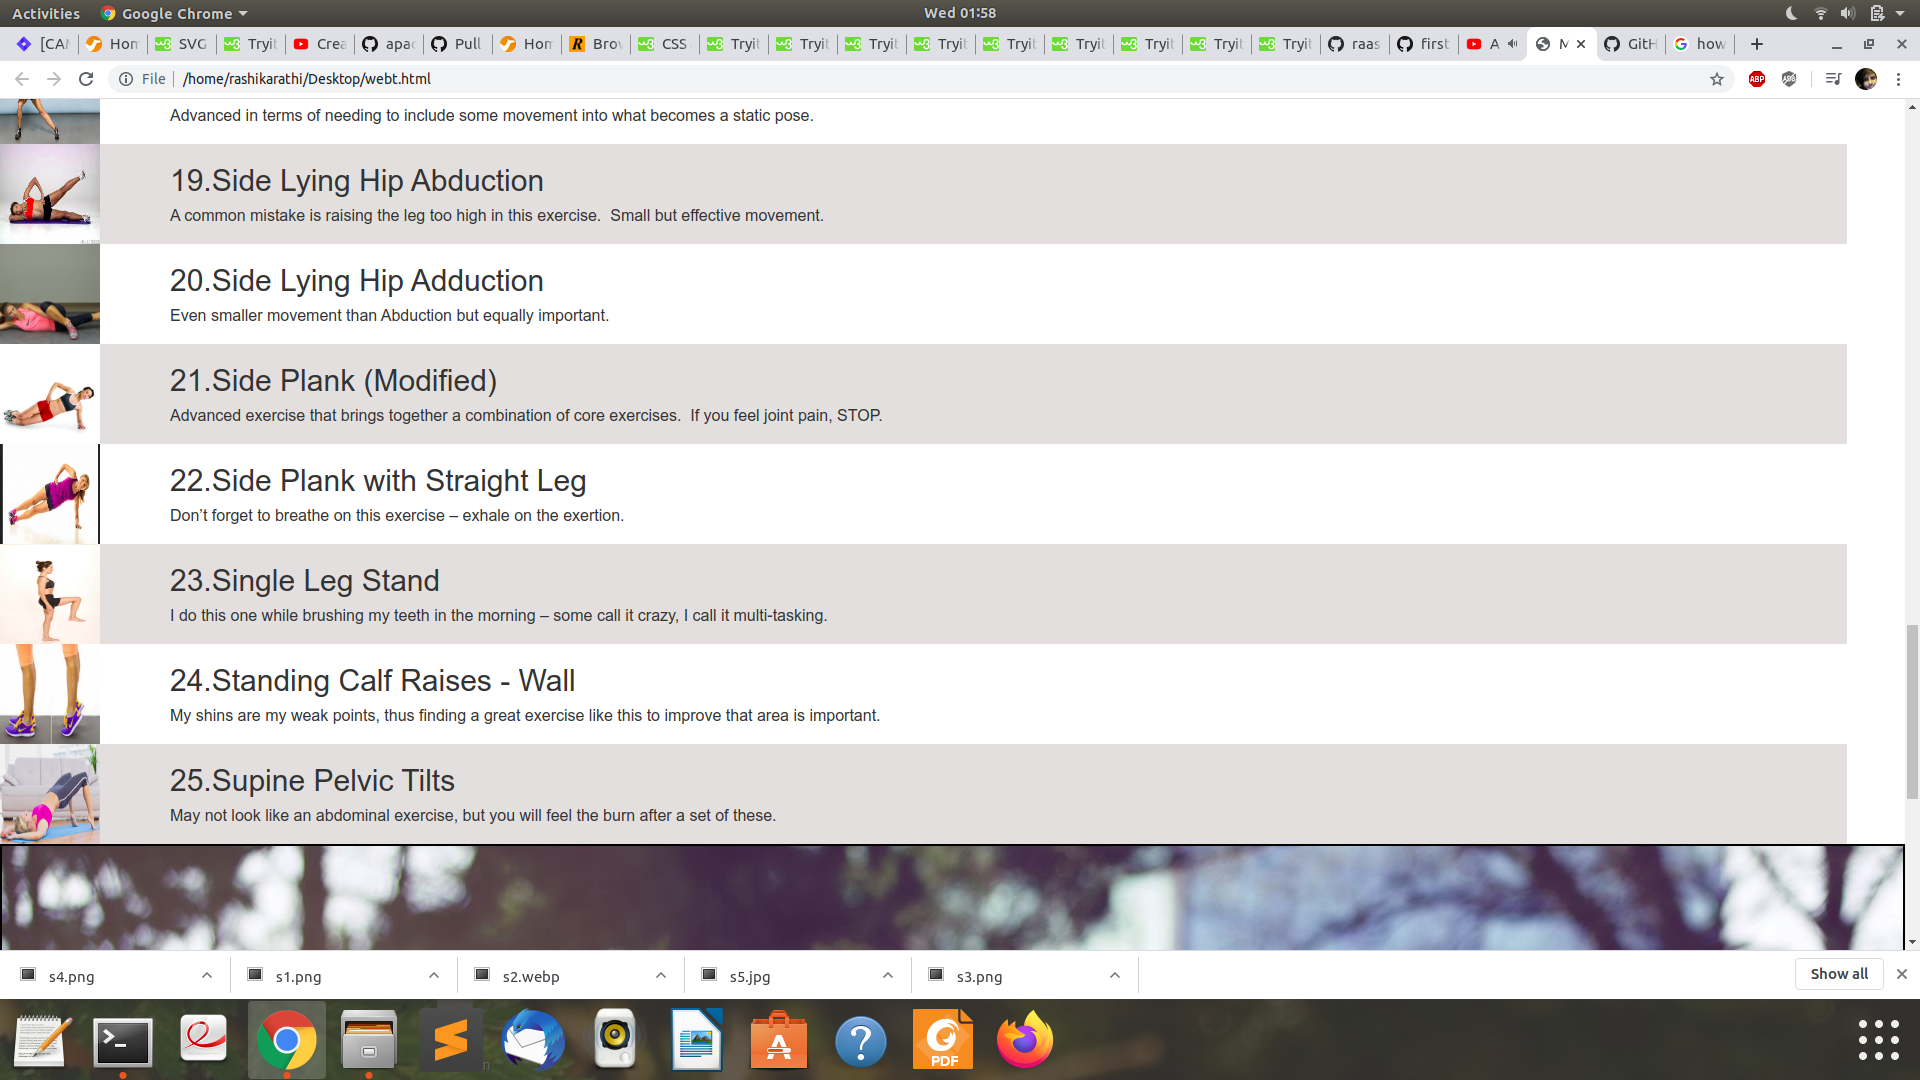 Activities
Google Chrome
Wed 01:58
[CAM
Hom
SVG
Tryit
Crea
apac
Pull
Hom
Brov
CSS
Tryit
Tryit
Tryit
Tryit
Tryit
Tryit
Tryit
Tryit
Tryit
raas
first
A
M
GitH
how
File
/home/rashikarathi/Desktop/webt.html
ABP
Advanced in terms of needing to include some movement into what becomes a static pose.
19.Side Lying Hip Abduction
A common mistake is raising the leg too high in this exercise.  Small but effective movement.
20.Side Lying Hip Adduction
Even smaller movement than Abduction but equally important.
21.Side Plank (Modified)
Advanced exercise that brings together a combination of core exercises.  If you feel joint pain, STOP.
22.Side Plank with Straight Leg
Don’t forget to breathe on this exercise – exhale on the exertion.
23.Single Leg Stand
I do this one while brushing my teeth in the morning – some call it crazy, I call it multi-tasking.
24.Standing Calf Raises - Wall
My shins are my weak points, thus finding a great exercise like this to improve that area is important.
25.Supine Pelvic Tilts
May not look like an abdominal exercise, but you will feel the burn after a set of these.
s4.png
s1.png
s2.webp
s5.jpg
s3.png
Show all
PDF